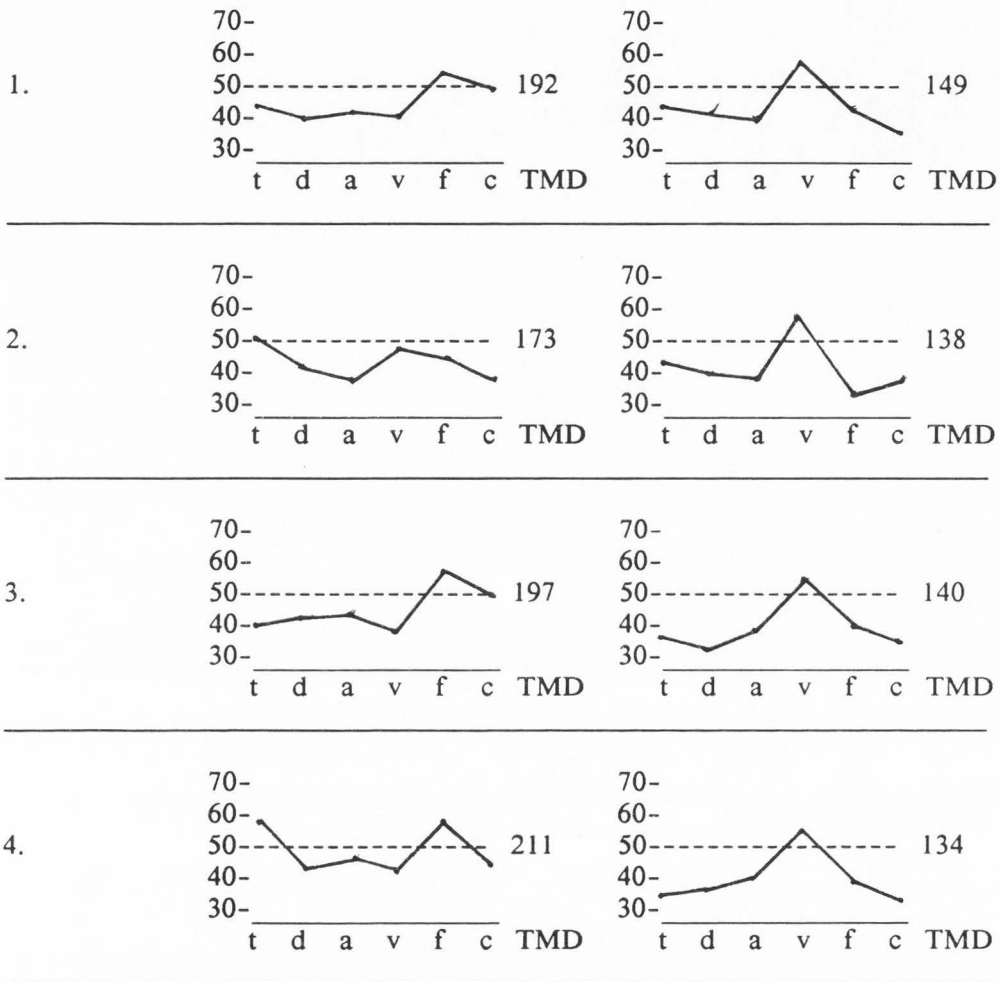 70- 70-
60- 60-
1. 50- 192 50- 149
40- 40-
30- 30-
t d a v f c TMD t d a v f c TMD
70- 70-
60- 60-
2. 50- 173 50- 138
40- 40-
30- 30-
t d a v f c TMD t d a v f c TMD
70- 70-
60- 60-
3. 50- 197 50- 140
40- 40-
30- 30-
t d a v f c TMD t d a v f c TMD
70- 70-
60- 60-
4. 50- 211 50- 134
40- 40-
30- 30-
t d a v f c TMD t d a v f c TMD